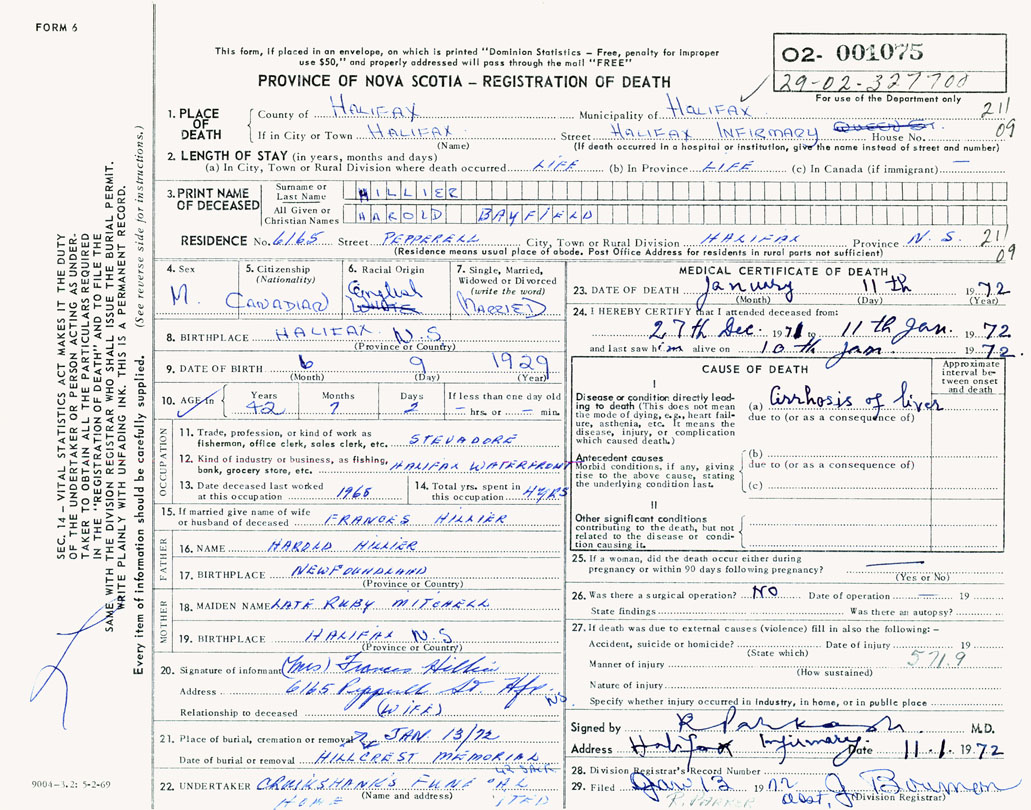 FORM 6
This form, if placed in an envelope, on which is printed "Dominion Statistics – Free, penalty for improper
use $50," and properly addressed will pass through the mail "FREE"
PROVINCE OF NOVA SCOTIA – REGISTRATION OF DEATH
02- 001075
29-02-327700
For use of the Department only
1. PLACE OF DEATH
County of HALIFAX Municipality of HALIFAX 21/
If in City or Town HALIFAX Street HALIFAX INFIRMARY QUEEN ST. House No. 09
(Name) (If death occurred in a hospital or institution, give the name instead of street and number)
2. LENGTH OF STAY (in years, months and days)
(a) In City, Town or Rural Division where death occurred LIFE (b) In Province LIFE (c) In Canada (if immigrant) —
3. PRINT NAME OF DECEASED
Surname or Last Name HILLIER
All Given or Christian Names HAROLD BAYFIELD
RESIDENCE No. 6165 Street PEPPERELL City, Town or Rural Division HALIFAX Province N.S. 21/
(Residence means usual place of abode. Post Office Address for residents in rural parts not sufficient) 09
4. Sex M.
5. Citizenship (Nationality) CANADIAN
6. Racial Origin English WHITE
7. Single, Married, Widowed or Divorced (write the word) MARRIED
8. BIRTHPLACE HALIFAX N.S
(Province or Country)
9. DATE OF BIRTH 6 9 1929
(Month) (Day) (Year)
10. AGE in Years 42 Months 7 Days 2 If less than one day old – hrs. or – min.
OCCUPATION
11. Trade, profession, or kind of work as fisherman, office clerk, sales clerk, etc. STEVADORE
12. Kind of industry or business, as fishing, bank, grocery store, etc. HALIFAX WATERFRONT
13. Date deceased last worked at this occupation 1965
14. Total yrs. spent in this occupation 4 YRS
15. If married give name of wife or husband of deceased FRANCES HILLIER
FATHER
16. NAME HAROLD HILLIER
17. BIRTHPLACE NEWFOUNDLAND
(Province or Country)
MOTHER
18. MAIDEN NAME LATE RUBY MITCHELL
19. BIRTHPLACE HALIFAX N.S
(Province or Country)
20. Signature of informant (Mrs) Frances Hillier
Address 6165 Pepperell St. Hfx NS
Relationship to deceased (WIFE)
21. Place of burial, cremation or removal JAN 13/72
Date of burial or removal HILLCREST MEMORIAL
22. UNDERTAKER CRUIKSHANK'S FUNERAL
HOME (Name and address)
MEDICAL CERTIFICATE OF DEATH
23. DATE OF DEATH January 11th 1972
(Month) (Day) (Year)
24. I HEREBY CERTIFY that I attended deceased from:
27th Dec. 1971 to 11th Jan. 1972
and last saw him alive on 10th Jan. 1972.
CAUSE OF DEATH
Approximate interval between onset and death
I
Disease or condition directly leading to death (This does not mean the mode of dying, e.g., heart failure, asthenia, etc. It means the disease, injury, or complication which caused death.)
(a) Cirrhosis of liver
due to (or as a consequence of)
Antecedent causes
Morbid conditions, if any, giving rise to the above cause, stating the underlying condition last.
(b)
due to (or as a consequence of)
(c)
II
Other significant conditions
contributing to the death, but not related to the disease or condition causing it.
25. If a woman, did the death occur either during
pregnancy or within 90 days following pregnancy? —
(Yes or No)
26. Was there a surgical operation? NO Date of operation — 19
State findings Was there an autopsy?
27. If death was due to external causes (violence) fill in also the following: –
Accident, suicide or homicide? Date of injury 19
(State which) 571.9
Manner of injury
(How sustained)
Nature of injury
Specify whether injury occurred in industry, in home, or in public place
Signed by R Parkash M.D.
Address Halifax Infirmary Date 11.1.1972
28. Division Registrar's Record Number
29. Filed Jan 13 1972
R. PARKER Division Registrar
SEC. 14 – VITAL STATISTICS ACT MAKES IT THE DUTY
OF THE UNDERTAKER OR PERSON ACTING AS UNDER-
TAKER TO OBTAIN ALL THE PARTICULARS REQUIRED
IN THE "REGISTRATION OF DEATH" AND TO FILE THE
SAME WITH THE DIVISION REGISTRAR WHO SHALL ISSUE THE BURIAL PERMIT.
WRITE PLAINLY WITH UNFADING INK. THIS IS A PERMANENT RECORD.
Every item of information should be carefully supplied. (See reverse side for instructions.)
9004-3.2: 5-2-69